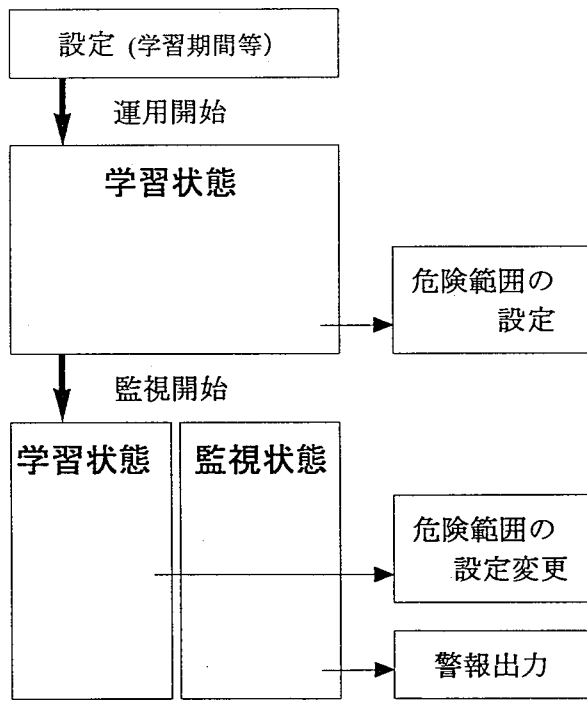 設定 (学習期間等)
運用開始
学習状態
危険範囲の
設定
監視開始
学習状態
監視状態
危険範囲の
設定変更
警報出力